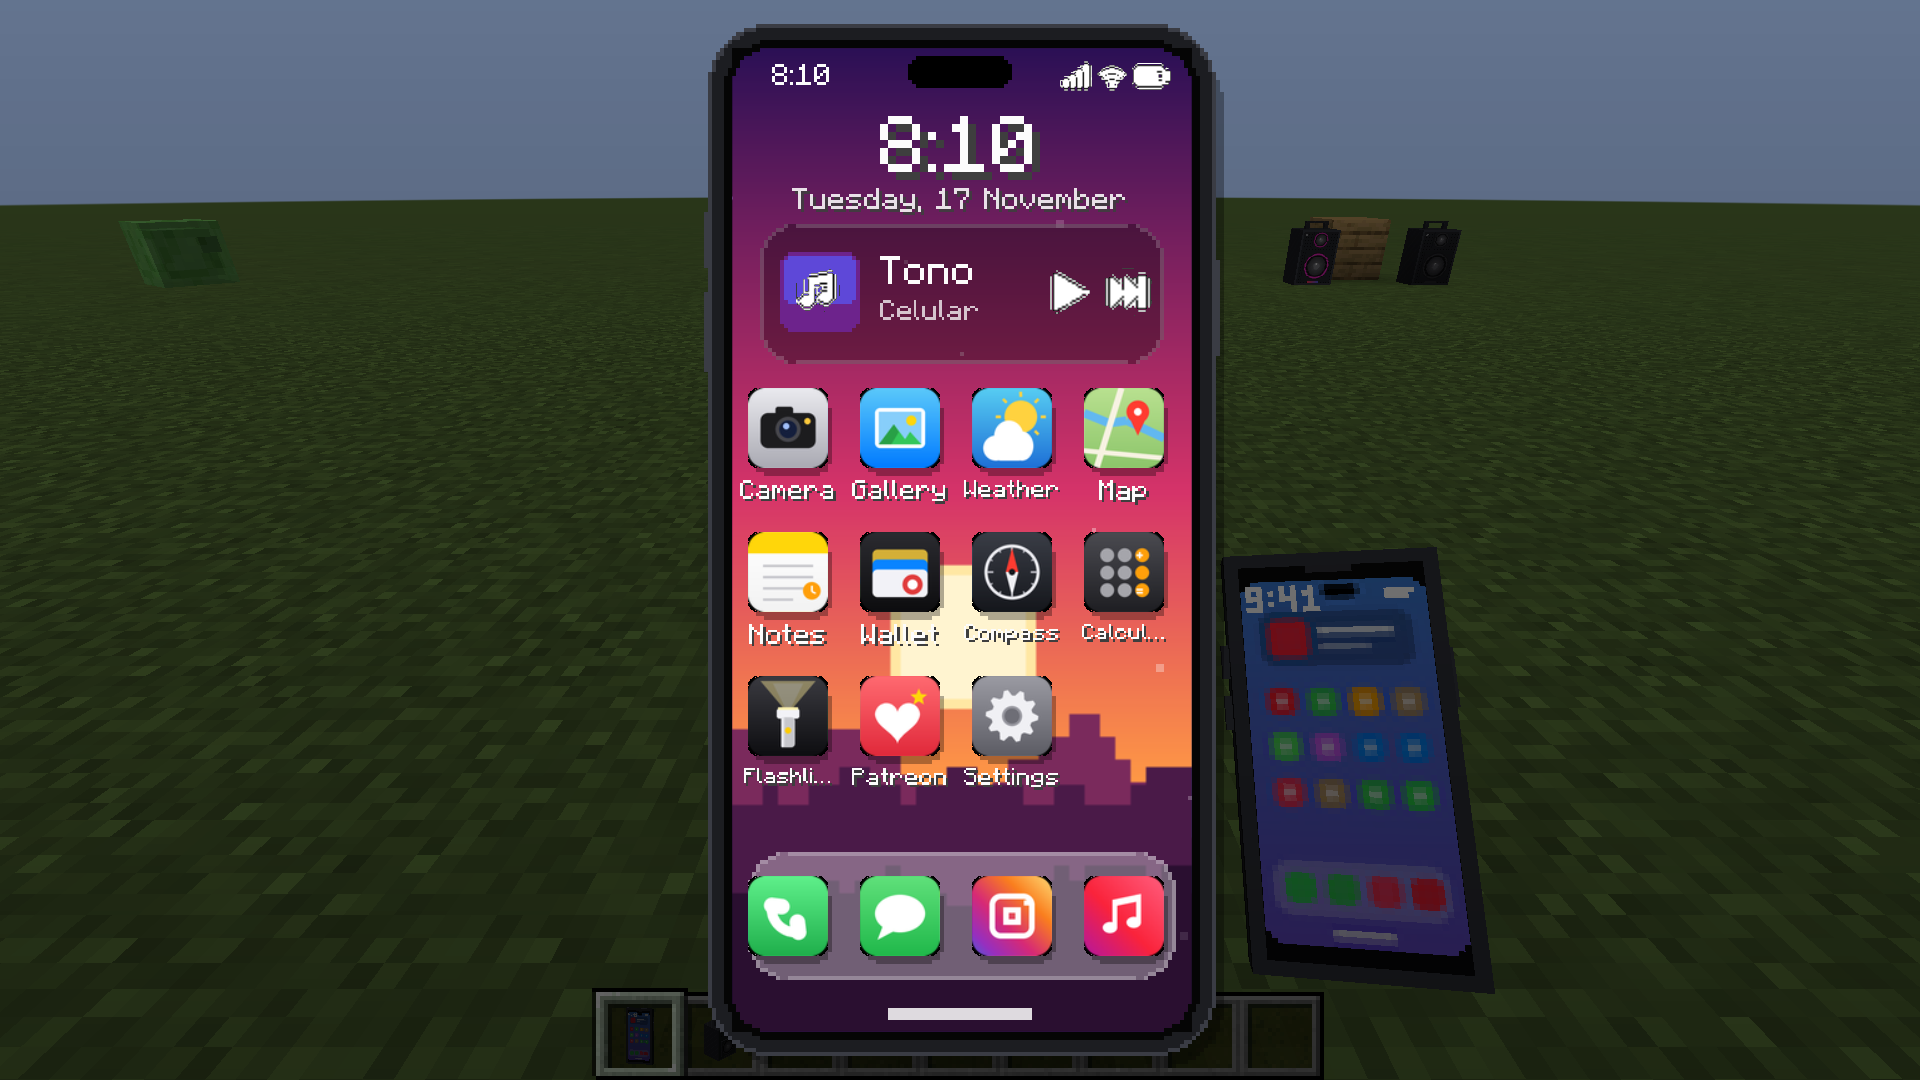 8:10
8:10
Tuesday, 17 November
Tono
Celular
Camera Gallery Weather Map
Notes Wallet Compass Calcul...
Flashli... Patreon Settings
9:41